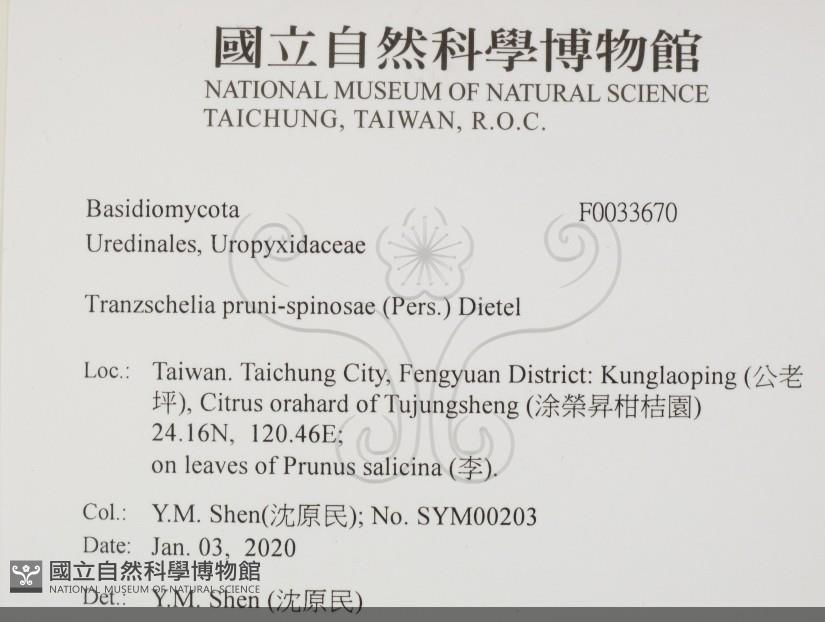 國立自然科學博物館
NATIONAL MUSEUM OF NATURAL SCIENCE
TAICHUNG, TAIWAN, R.O.C.
Basidiomycota F0033670
Uredinales, Uropyxidaceae
Tranzschelia pruni-spinosae (Pers.) Dietel
Loc.: Taiwan. Taichung City, Fengyuan District: Kunglaoping (公老
坪), Citrus orahard of Tujungsheng (涂榮昇柑桔園)
24.16N, 120.46E;
on leaves of Prunus salicina (李).
Col.: Y.M. Shen(沈原民); No. SYM00203
Date: Jan. 03, 2020
國立自然科學博物館
NATIONAL MUSEUM OF NATURAL SCIENCE
Det.: Y.M. Shen (沈原民)